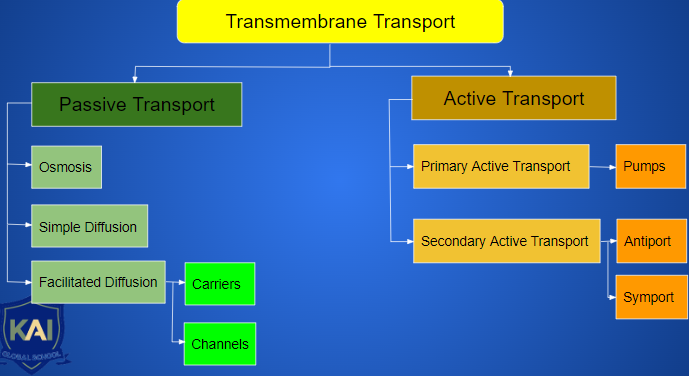 Transmembrane Transport
Passive Transport
Active Transport
Osmosis
Primary Active Transport
Pumps
Simple Diffusion
Secondary Active Transport
Antiport
Facilitated Diffusion
Carriers
Symport
Channels
KAI
GLOBAL SCHOOL